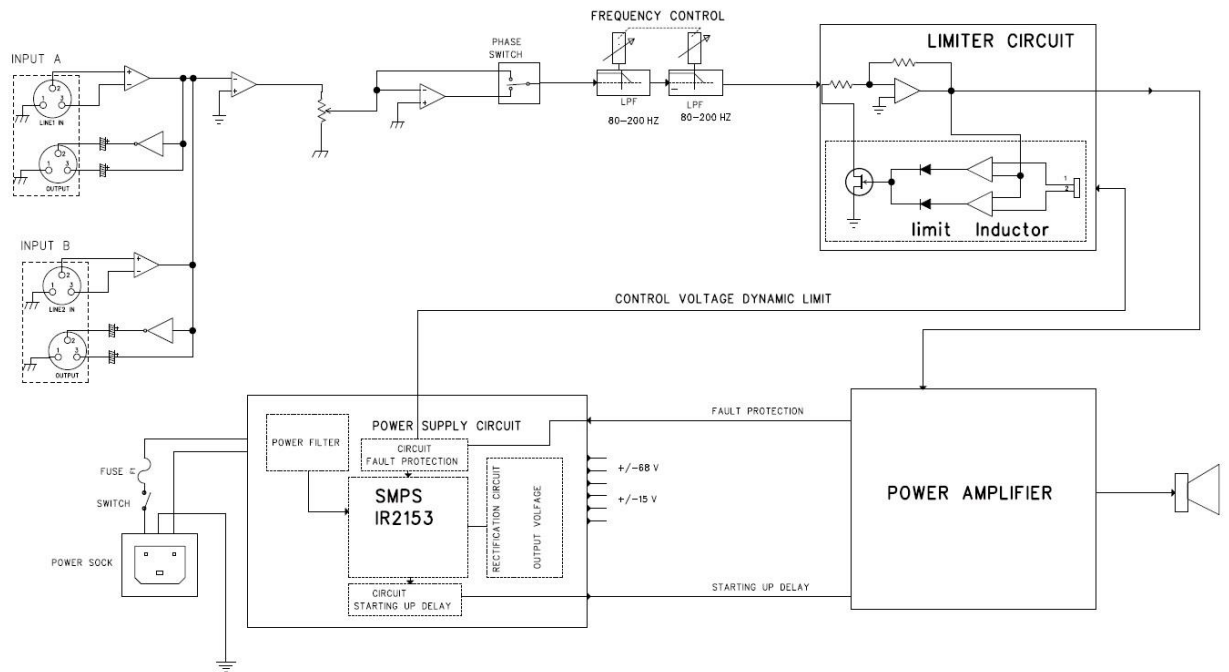 FREQUENCY CONTROL
LIMITER CIRCUIT
PHASE
SWITCH
INPUT A
2
1 3
LINE1 IN
2
1 3
OUTPUT
LPF
LPF
80-200 HZ
80-200 HZ
1
2
limit Inductor
INPUT B
2
1 3
LINE2 IN
2
1 3
OUTPUT
CONTROL VOLTAGE DYNAMIC LIMIT
POWER SUPPLY CIRCUIT
FAULT PROTECTION
POWER FILTER
CIRCUIT
FAULT PROTECTION
FUSE
SWITCH
POWER SOCK
SMPS
IR2153
RECTIFICATION CIRCUIT
OUTPUT VOLFAGE
+/-68 V
+/-15 V
POWER AMPLIFIER
CIRCUIT
STARTING UP DELAY
STARTING UP DELAY